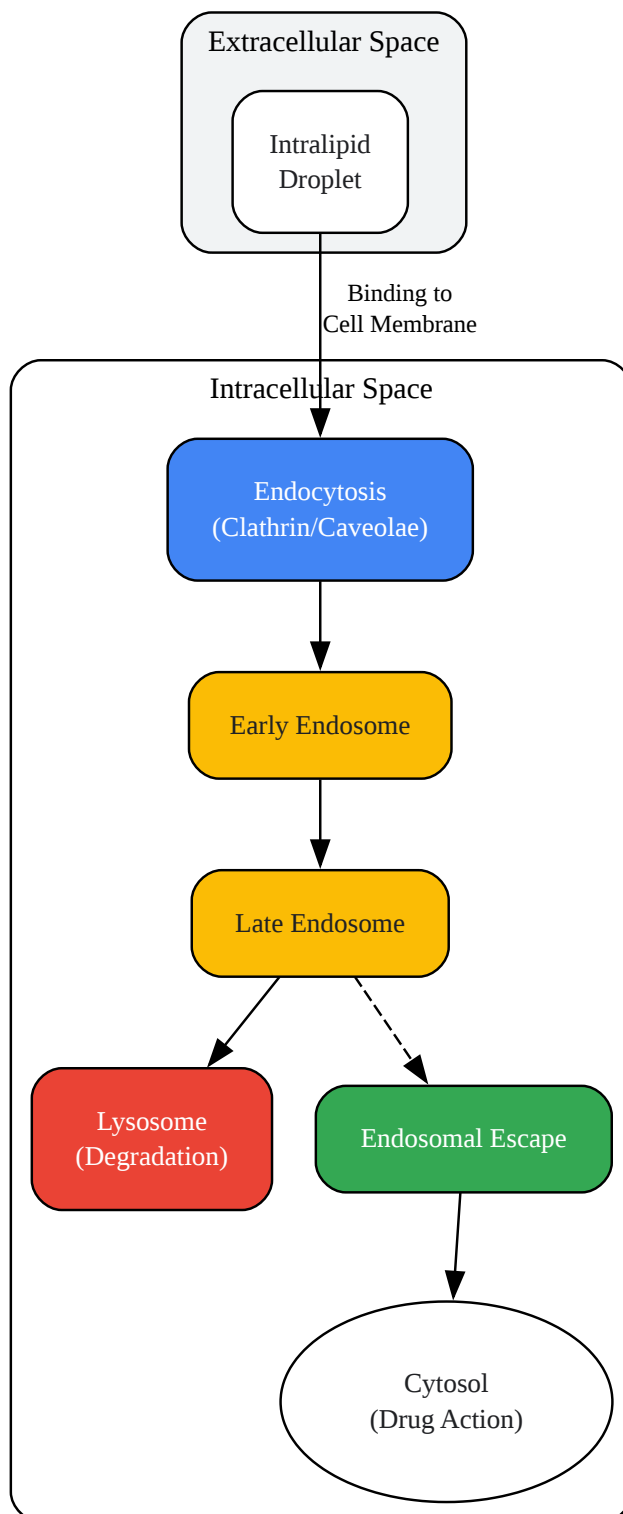 Extracellular Space
Intralipid
Droplet
Binding to
Cell Membrane
Intracellular Space
Endocytosis
(Clathrin/Caveolae)
Early Endosome
Late Endosome
Lysosome
(Degradation)
Endosomal Escape
Cytosol
(Drug Action)